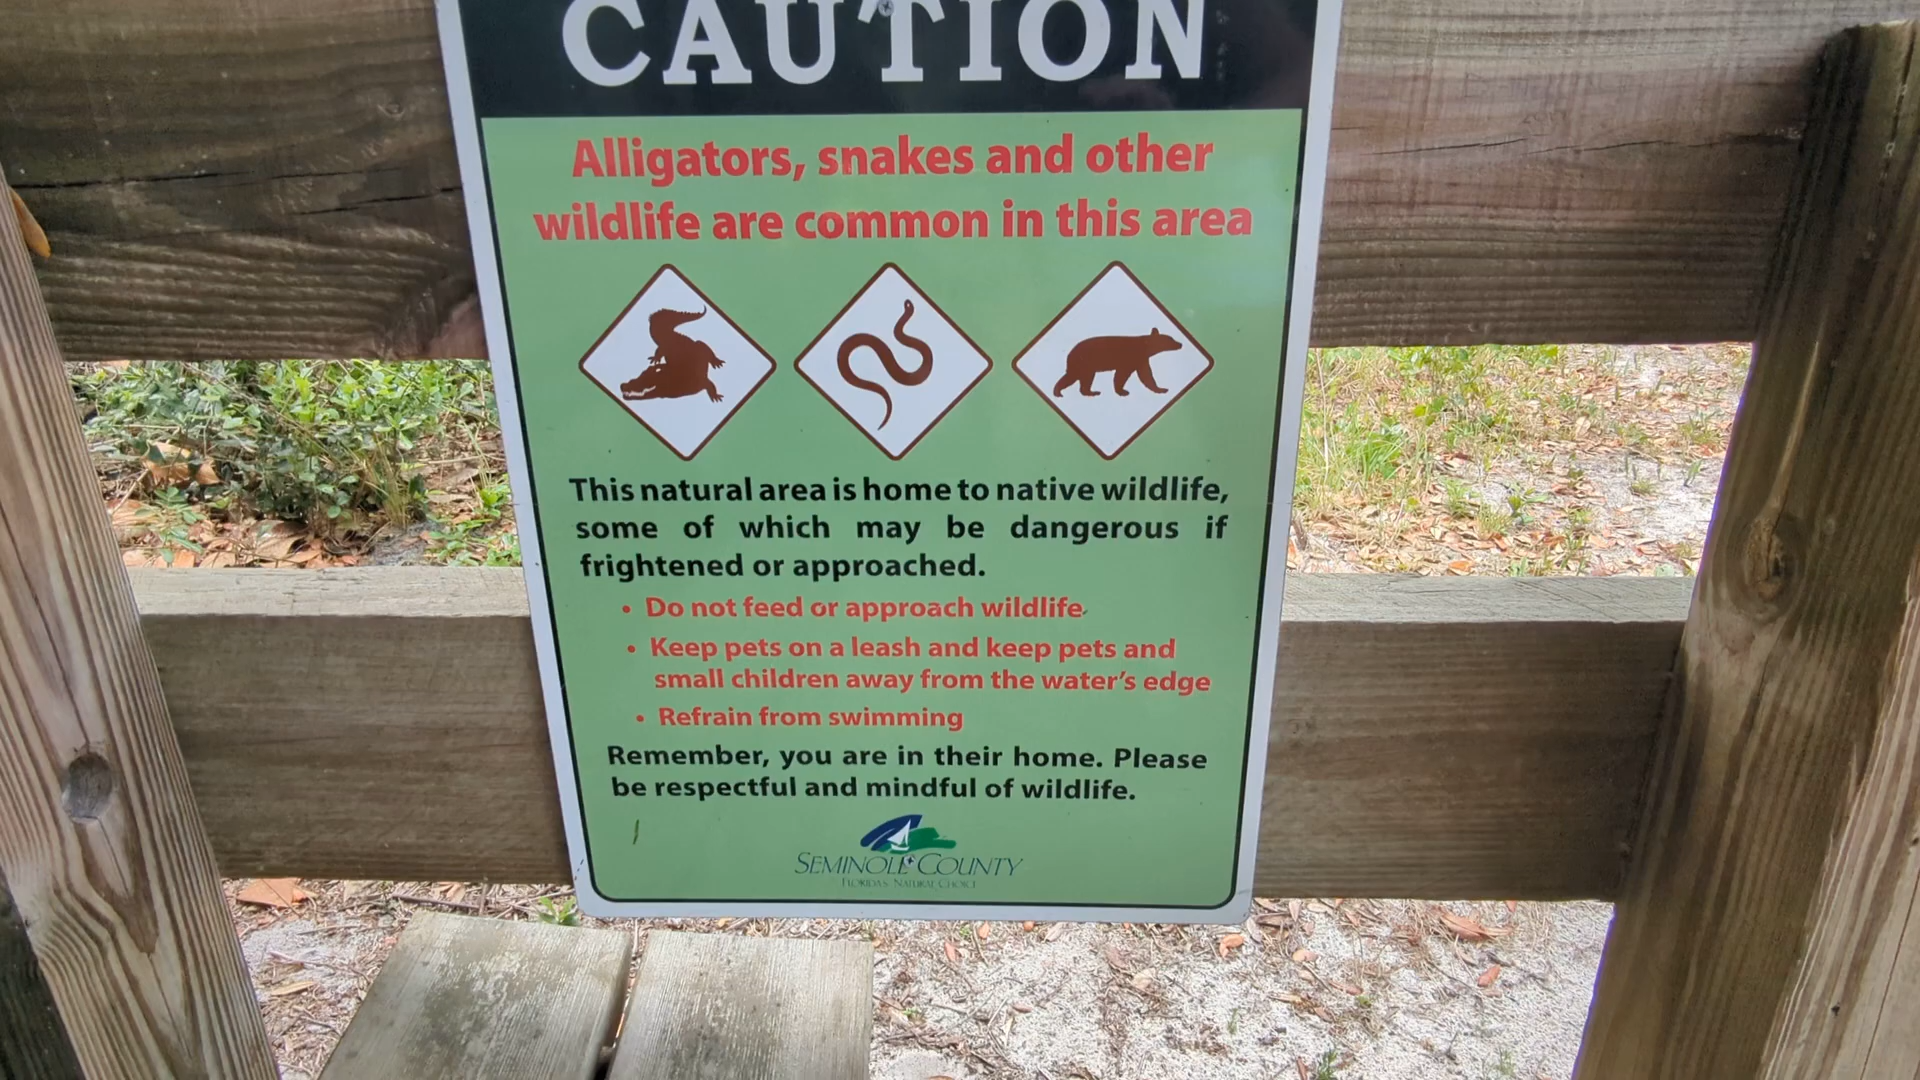 CAUTION
Alligators, snakes and other
wildlife are common in this area
This natural area is home to native wildlife,
some of which may be dangerous if
frightened or approached.
• Do not feed or approach wildlife
• Keep pets on a leash and keep pets and
small children away from the water's edge
• Refrain from swimming
Remember, you are in their home. Please
be respectful and mindful of wildlife.
SEMINOLE COUNTY
FLORIDA'S NATURAL CHOICE